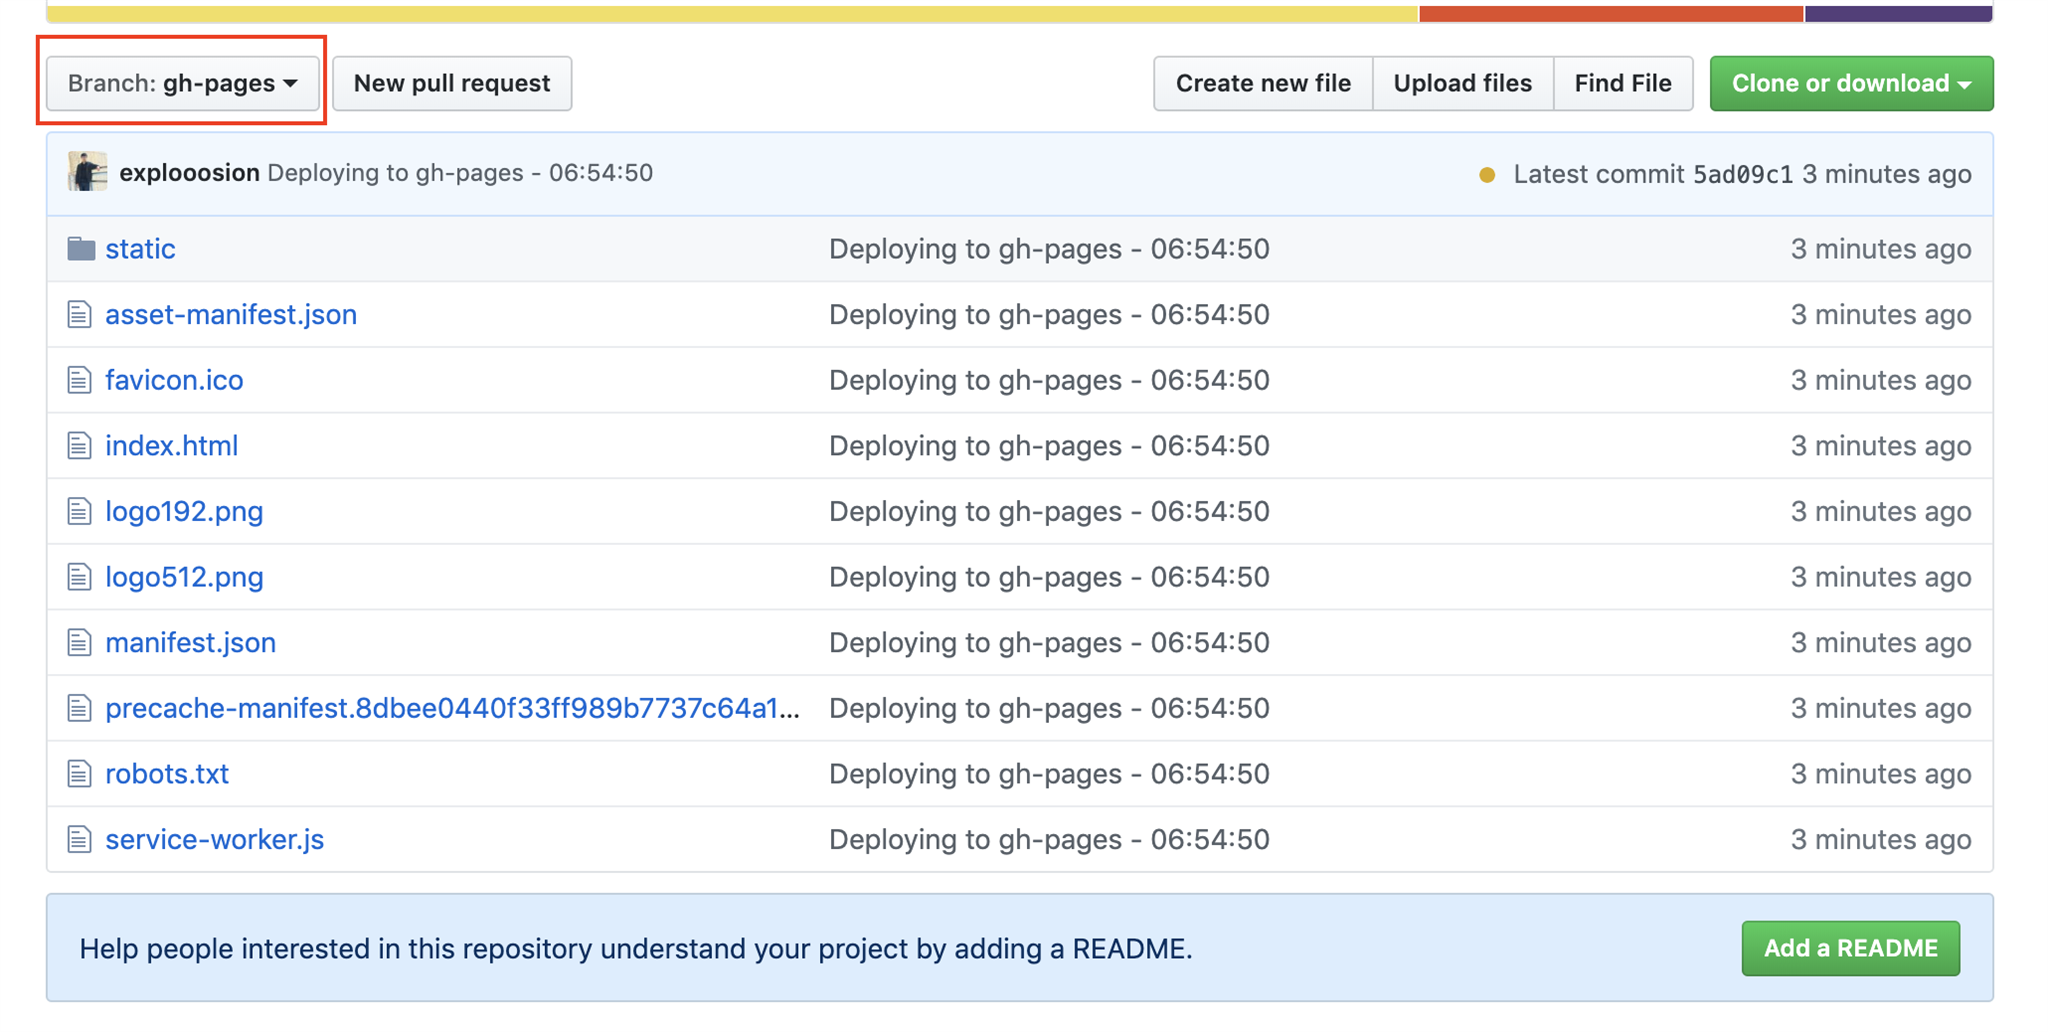 Branch: gh-pages New pull request Create new file Upload files Find File Clone or download
explooosion Deploying to gh-pages - 06:54:50 Latest commit 5ad09c1 3 minutes ago
static Deploying to gh-pages - 06:54:50 3 minutes ago
asset-manifest.json Deploying to gh-pages - 06:54:50 3 minutes ago
favicon.ico Deploying to gh-pages - 06:54:50 3 minutes ago
index.html Deploying to gh-pages - 06:54:50 3 minutes ago
logo192.png Deploying to gh-pages - 06:54:50 3 minutes ago
logo512.png Deploying to gh-pages - 06:54:50 3 minutes ago
manifest.json Deploying to gh-pages - 06:54:50 3 minutes ago
precache-manifest.8dbee0440f33ff989b7737c64a1... Deploying to gh-pages - 06:54:50 3 minutes ago
robots.txt Deploying to gh-pages - 06:54:50 3 minutes ago
service-worker.js Deploying to gh-pages - 06:54:50 3 minutes ago
Help people interested in this repository understand your project by adding a README. Add a README